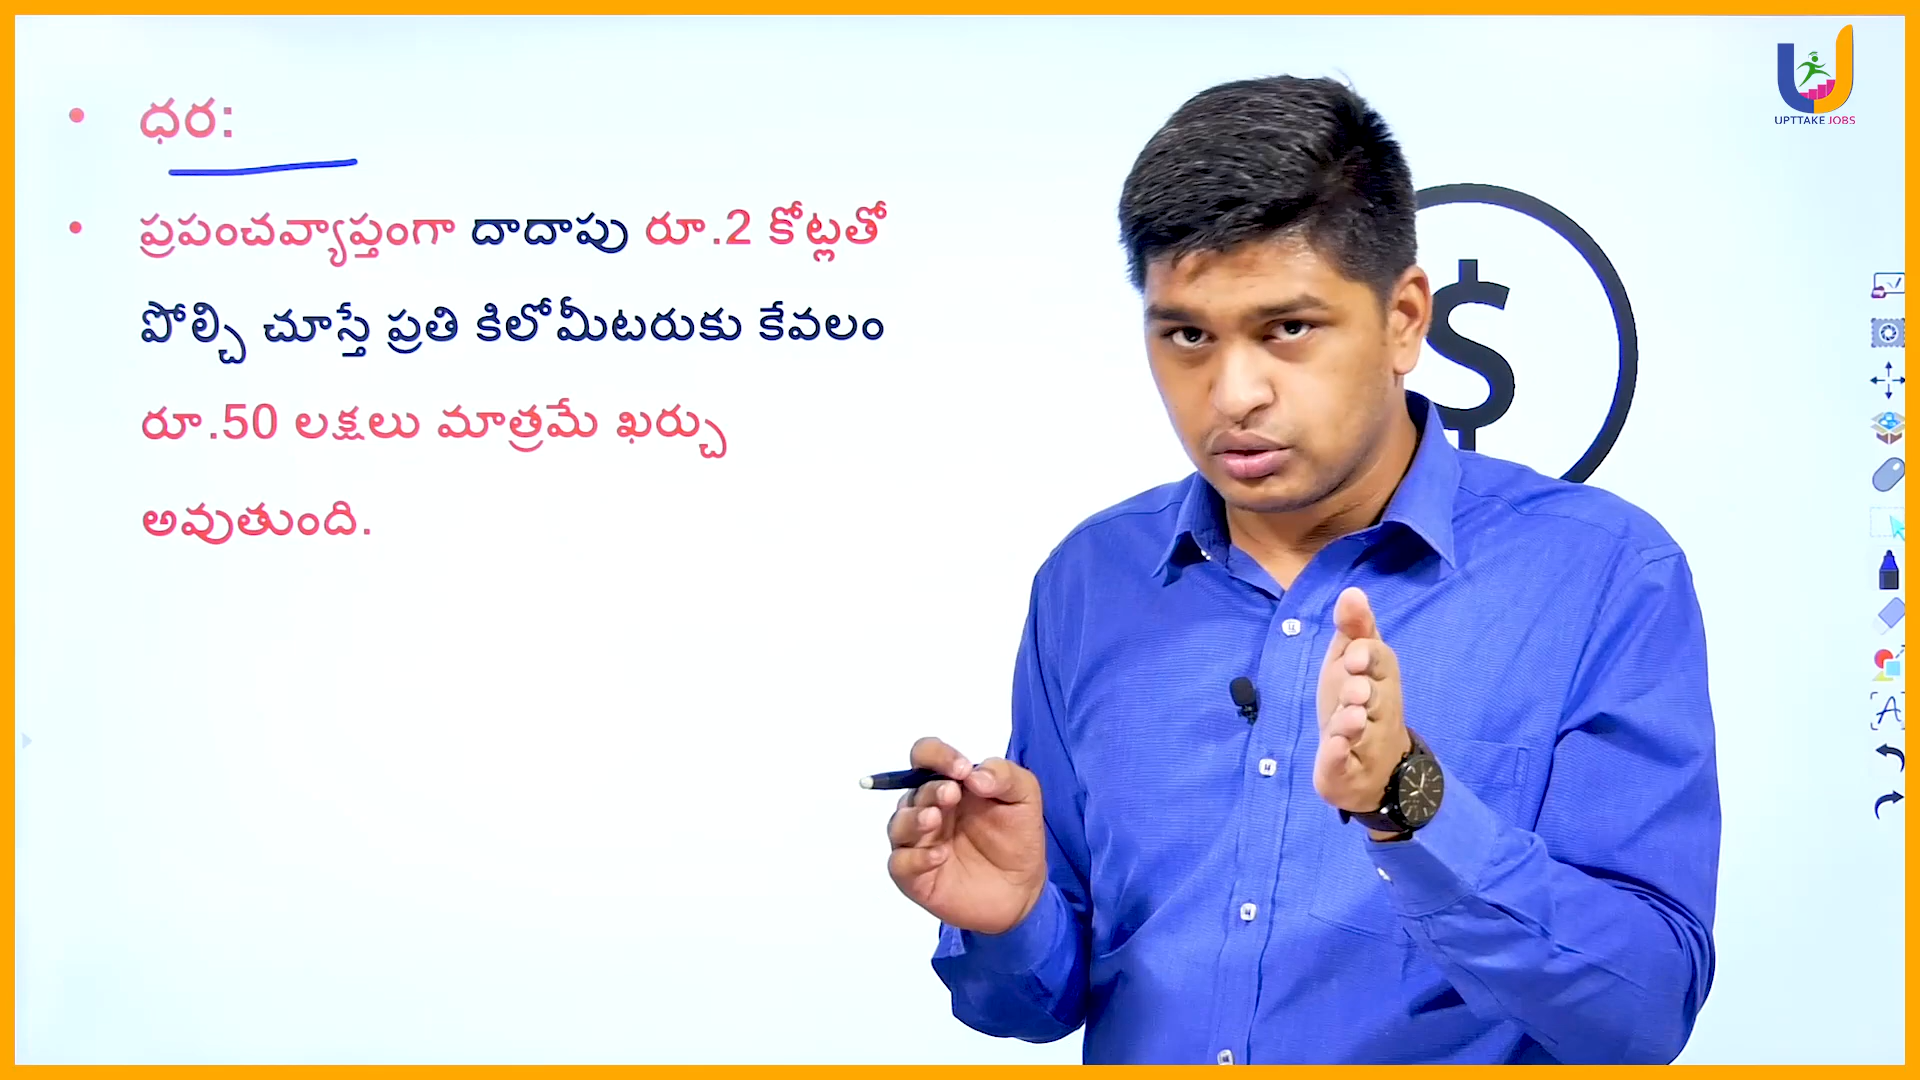 UPTTAKE JOBS
• ధర:
• ప్రపంచవ్యాప్తంగా దాదాపు రూ.2 కోట్లతో
పోల్చి చూస్తే ప్రతి కిలోమీటరుకు కేవలం
రూ.50 లక్షలు మాత్రమే ఖర్చు
అవుతుంది.
$
A